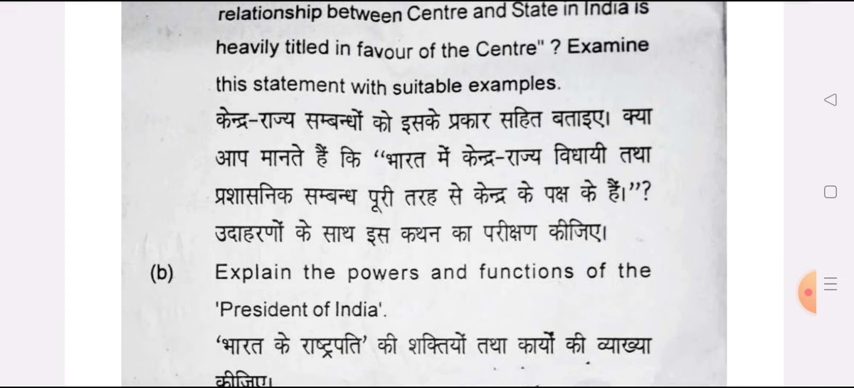 relationship between Centre and State in India is
heavily titled in favour of the Centre" ? Examine
this statement with suitable examples.
केन्द्र-राज्य सम्बन्धों को इसके प्रकार सहित बताइए। क्या
आप मानते हैं कि “भारत में केन्द्र-राज्य विधायी तथा
प्रशासनिक सम्बन्ध पूरी तरह से केन्द्र के पक्ष के हैं।”?
उदाहरणों के साथ इस कथन का परीक्षण कीजिए।
(b) Explain the powers and functions of the
'President of India'.
‘भारत के राष्ट्रपति’ की शक्तियों तथा कार्यों की व्याख्या
कीजिए।